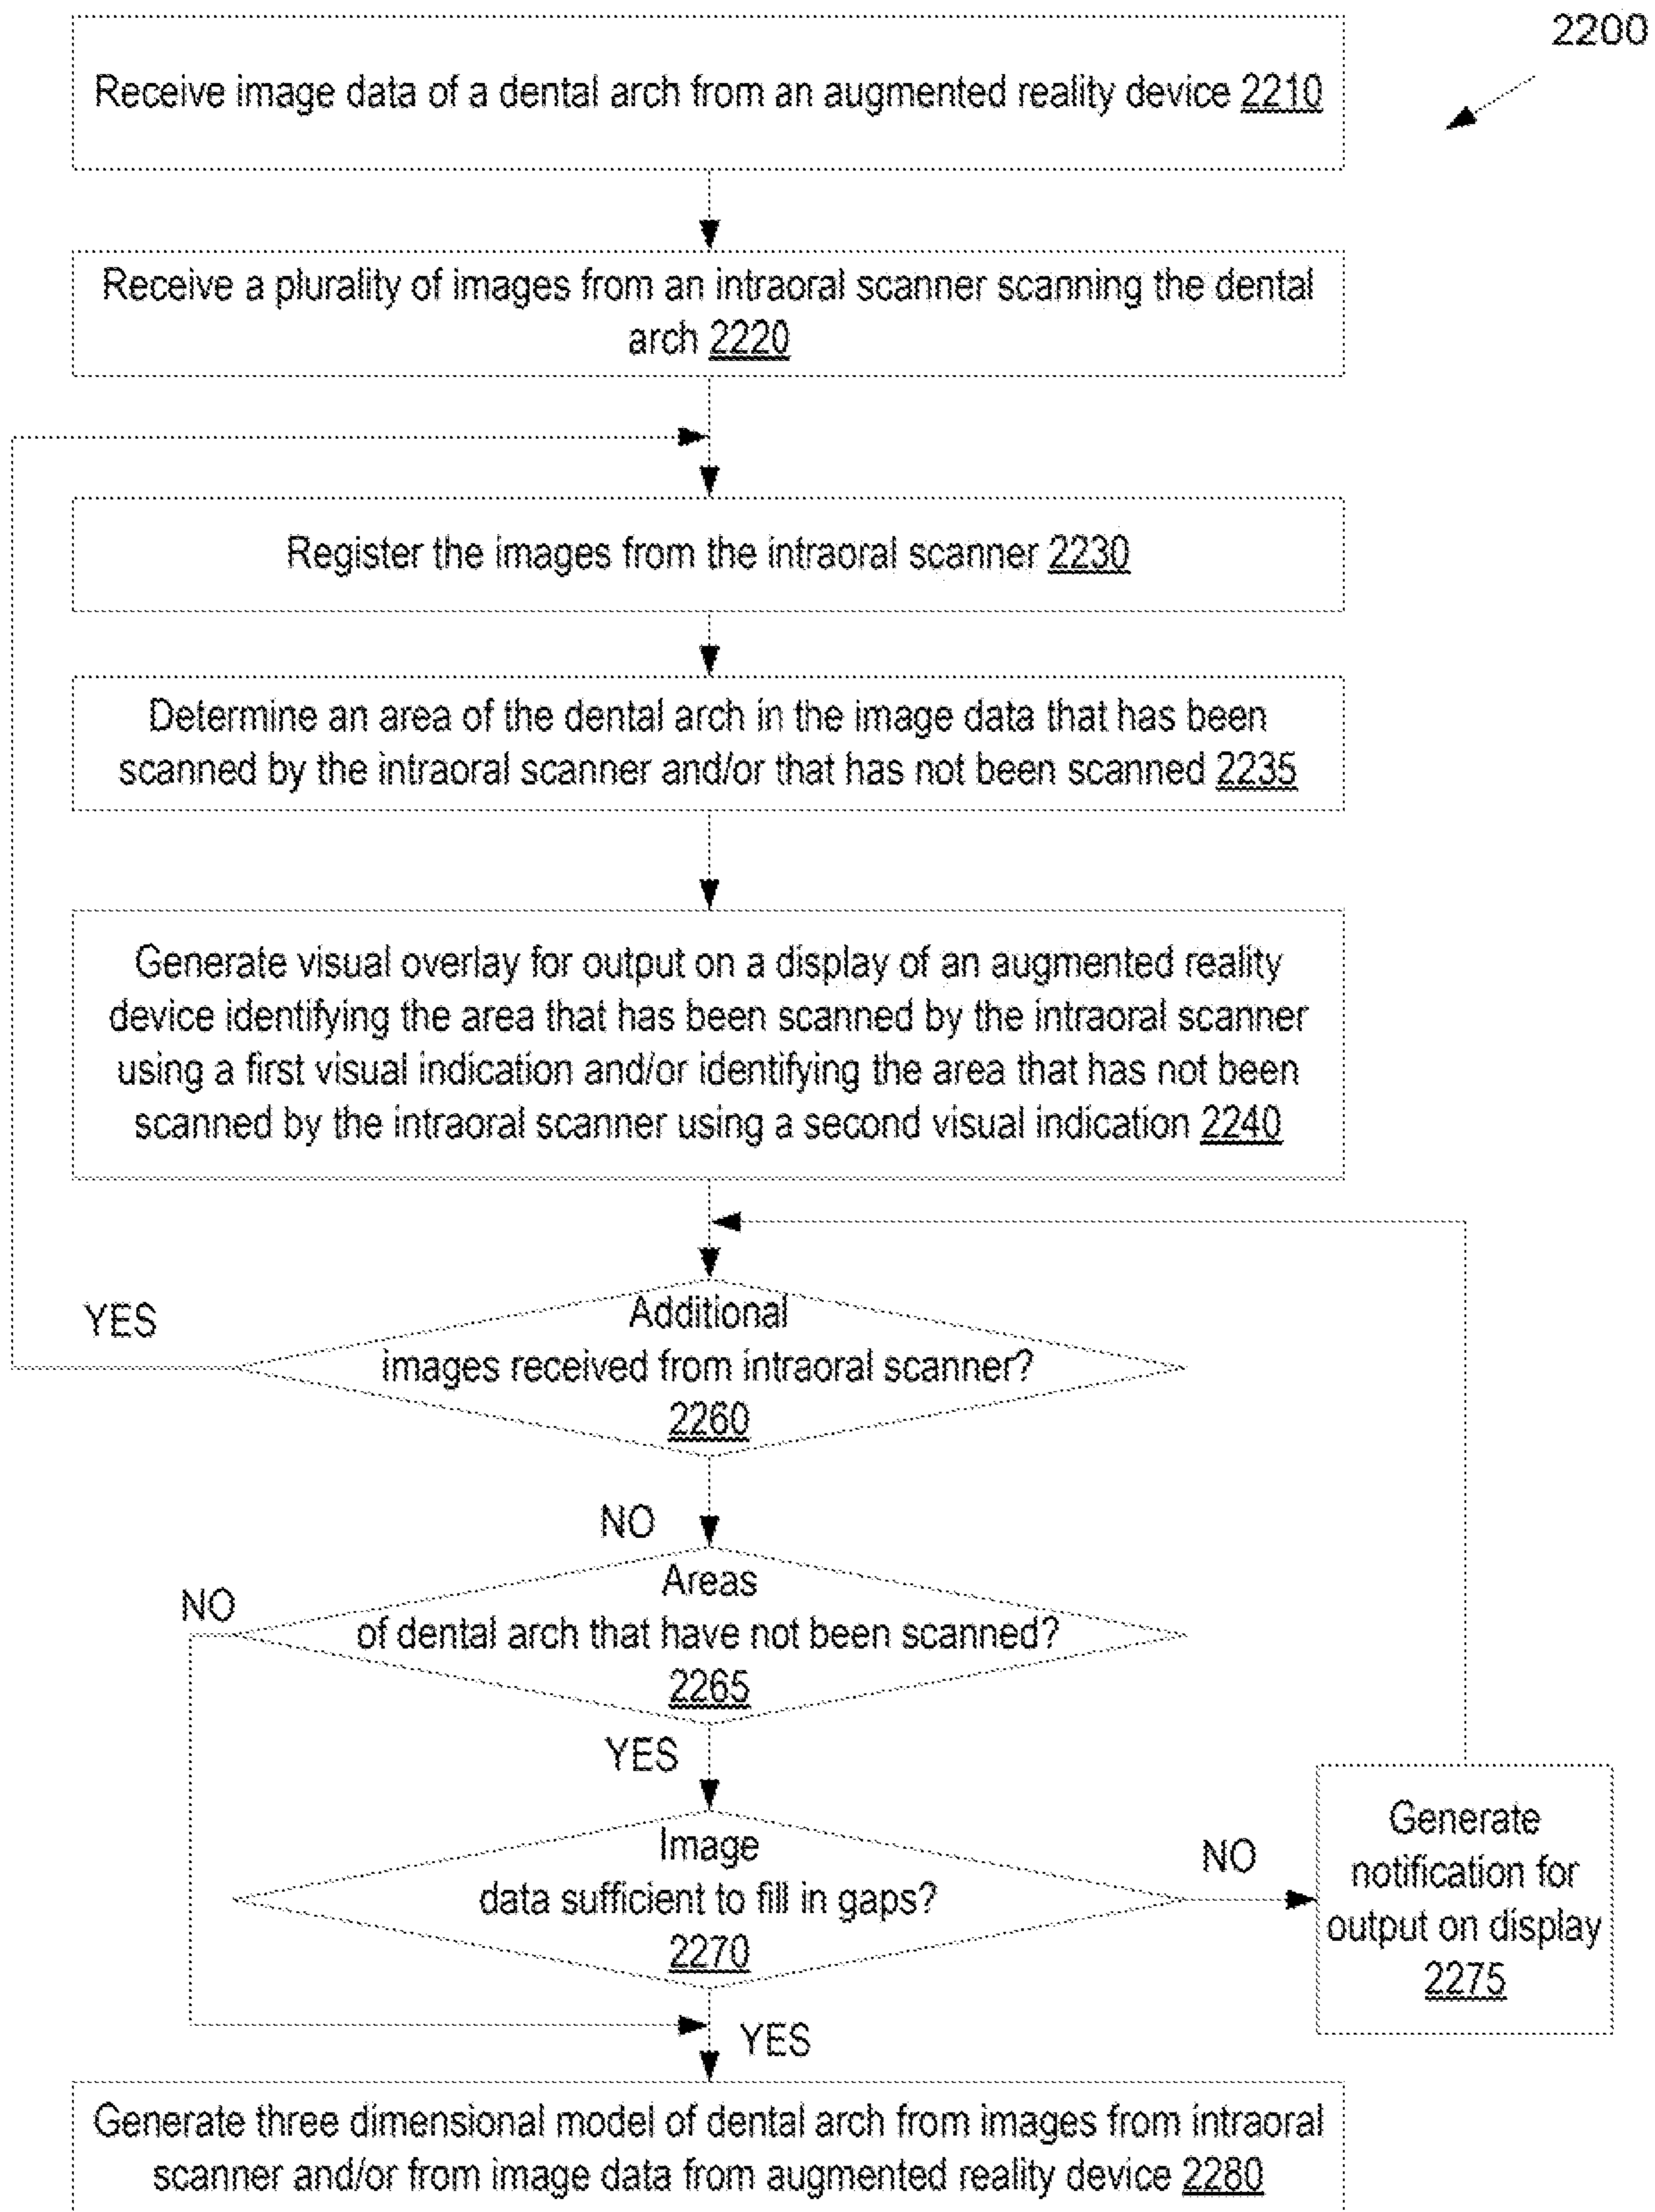 2200
Receive image data of a dental arch from an augmented reality device 2210
Receive a plurality of images from an intraoral scanner scanning the dental
arch 2220
Register the images from the intraoral scanner 2230
Determine an area of the dental arch in the image data that has been
scanned by the intraoral scanner and/or that has not been scanned 2235
Generate visual overlay for output on a display of an augmented reality
device identifying the area that has been scanned by the intraoral scanner
using a first visual indication and/or identifying the area that has not been
scanned by the intraoral scanner using a second visual indication 2240
YES
Additional
images received from intraoral scanner?
2260
NO
NO
Areas
of dental arch that have not been scanned?
2265
YES
Image
data sufficient to fill in gaps?
2270
NO
Generate
notification for
output on display
2275
YES
Generate three dimensional model of dental arch from images from intraoral
scanner and/or from image data from augmented reality device 2280